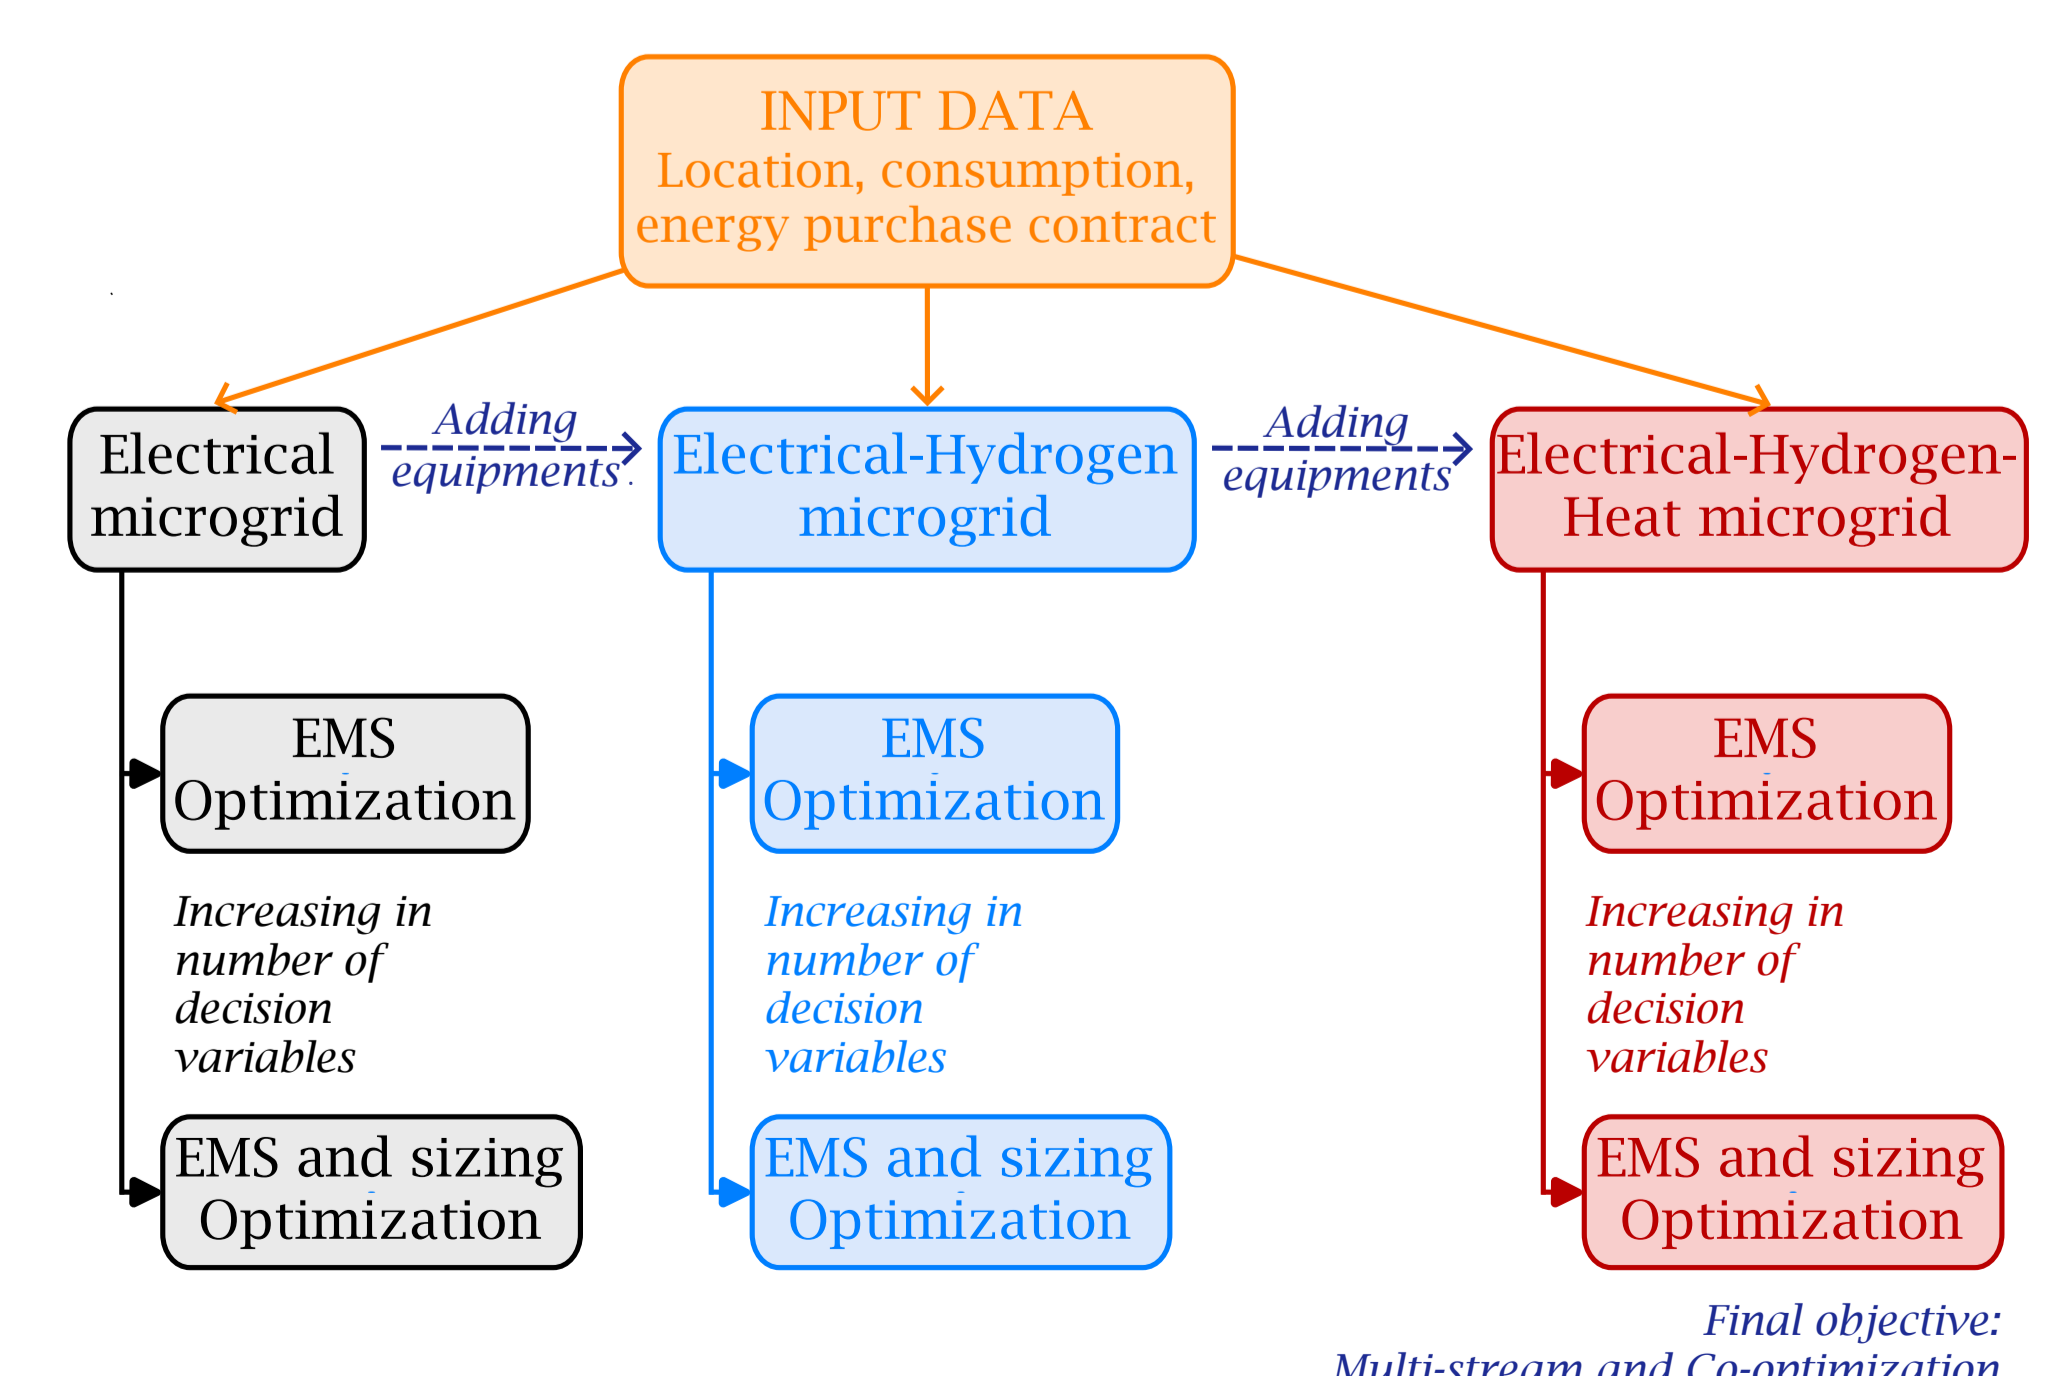 INPUT DATA
Location, consumption,
energy purchase contract
Electrical
microgrid
Adding
equipments
Electrical-Hydrogen
microgrid
Adding
equipments
Electrical-Hydrogen-
Heat microgrid
EMS
Optimization
Increasing in
number of
decision
variables
EMS and sizing
Optimization
EMS
Optimization
Increasing in
number of
decision
variables
EMS and sizing
Optimization
EMS
Optimization
Increasing in
number of
decision
variables
EMS and sizing
Optimization
Final objective:
Multi-stream and Co-optimization